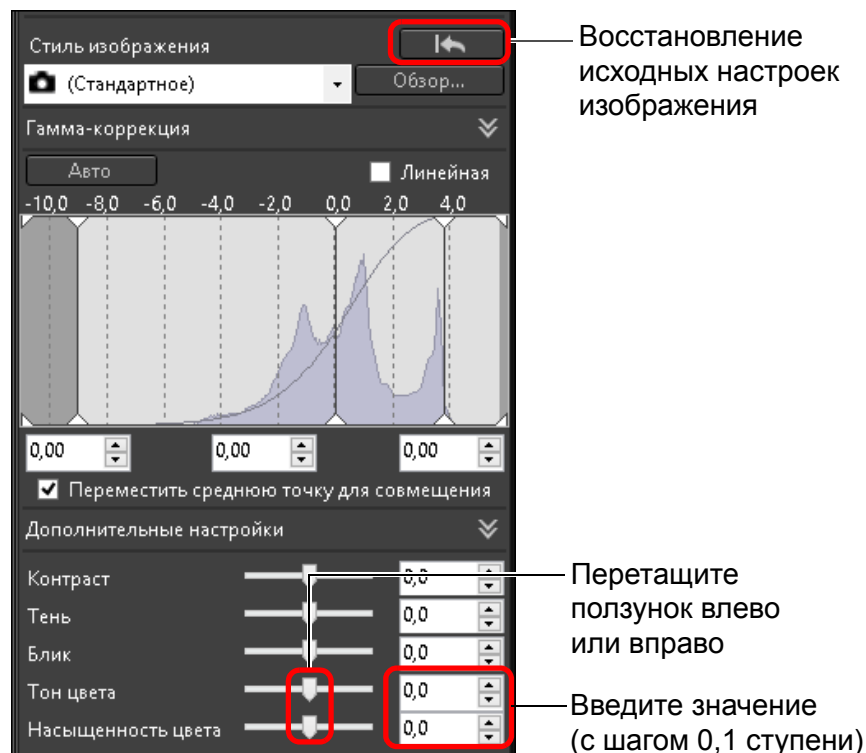 Стиль изображения
Восстановление
исходных настроек
изображения
(Стандартное)
Обзор...
Гамма-коррекция
Авто
Линейная
-10,0 -8,0 -6,0 -4,0 -2,0 0,0 2,0 4,0
0,00 0,00 0,00
Переместить среднюю точку для совмещения
Дополнительные настройки
Контраст 0,0
Тень 0,0
Блик 0,0
Тон цвета 0,0
Насыщенность цвета 0,0
Перетащите
ползунок влево
или вправо
Введите значение
(с шагом 0,1 ступени)